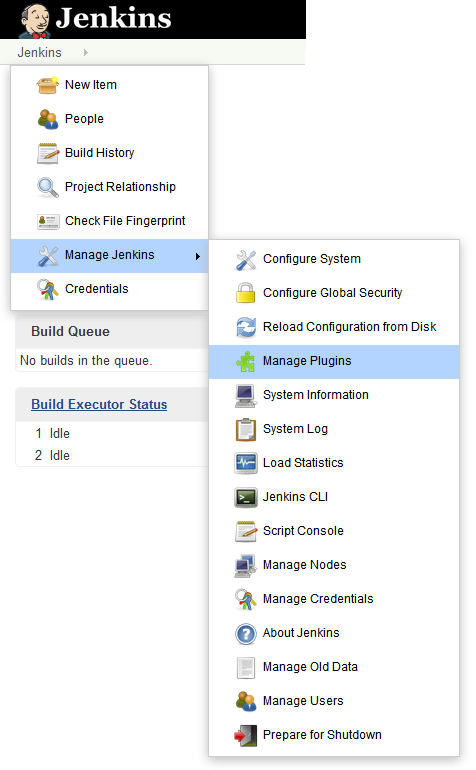 Jenkins
Jenkins
New Item
People
Build History
Project Relationship
Check File Fingerprint
Manage Jenkins
Credentials
Configure System
Configure Global Security
Reload Configuration from Disk
Manage Plugins
System Information
System Log
Load Statistics
Jenkins CLI
Script Console
Manage Nodes
Manage Credentials
About Jenkins
Manage Old Data
Manage Users
Prepare for Shutdown
Build Queue
No builds in the queue.
Build Executor Status
1 Idle
2 Idle